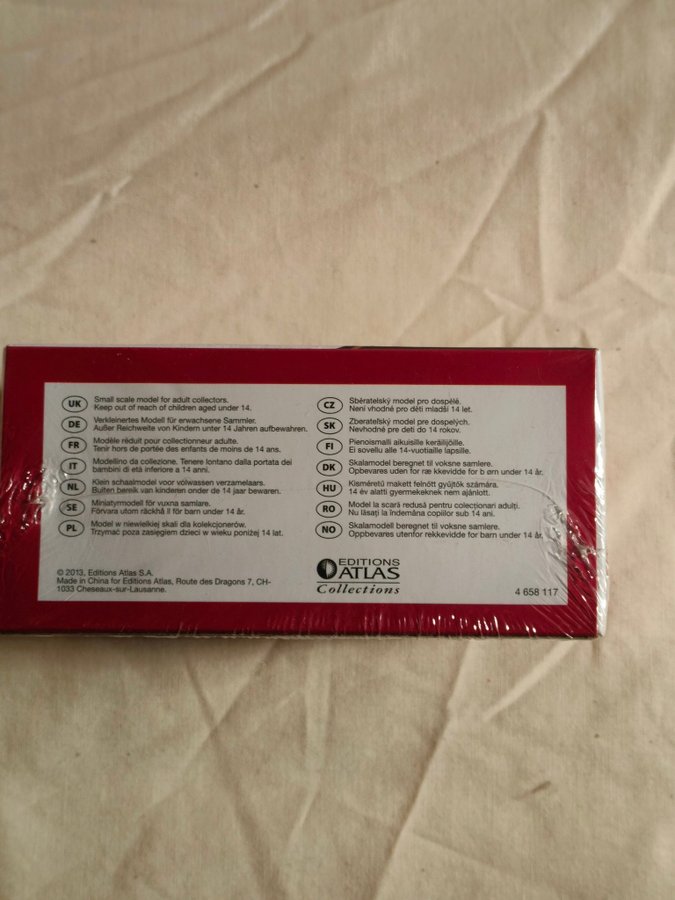 UK Small scale model for adult collectors.
Keep out of reach of children aged under 14.
DE Verkleinertes Modell für erwachsene Sammler.
Außer Reichweite von Kindern unter 14 Jahren aufbewahren.
FR Modèle réduit pour collectionneur adulte.
Tenir hors de portée des enfants de moins de 14 ans.
IT Modellino da collezione. Tenere lontano dalla portata dei
bambini di età inferiore a 14 anni.
NL Klein schaalmodel voor volwassen verzamelaars.
Buiten bereik van kinderen onder de 14 jaar bewaren.
SE Miniatyrmodell för vuxna samlare.
Förvara utom räckhå ll för barn under 14 år.
PL Model w niewielkiej skali dla kolekcjonerów.
Trzymać poza zasięgiem dzieci w wieku poniżej 14 lat.
© 2013, Editions Atlas S.A.
Made in China for Editions Atlas, Route des Dragons 7, CH-
1033 Cheseaux-sur-Lausanne.
CZ Sběratelský model pro dospělé.
Není vhodné pro děti mladší 14 let.
SK Zberatelský model pre dospelých.
Nevhodné pre deti do 14 rokov.
FI Pienoismalli aikuisille keräilijöille.
Ei sovellu alle 14-vuotiaille lapsille.
DK Skalamodel beregnet til voksne samlere.
Opbevares uden for ræ kkevidde for b ørn under 14 år.
HU Kisméretű makett felnőtt gyűjtők számára.
14 év alatti gyermekeknek nem ajánlott.
RO Model la scară redusă pentru colecționari adulți.
Nu lăsați la îndemâna copiilor sub 14 ani.
NO Skalamodell beregnet til voksne samlere.
Oppbevares utenfor rekkevidde for barn under 14 år.
EDITIONS
ATLAS
Collections
4 658 117